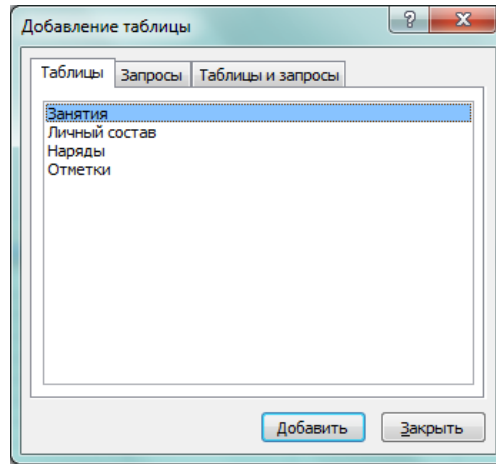 Добавление таблицы
Таблицы Запросы Таблицы и запросы
Занятия
Личный состав
Наряды
Отметки
Добавить Закрыть